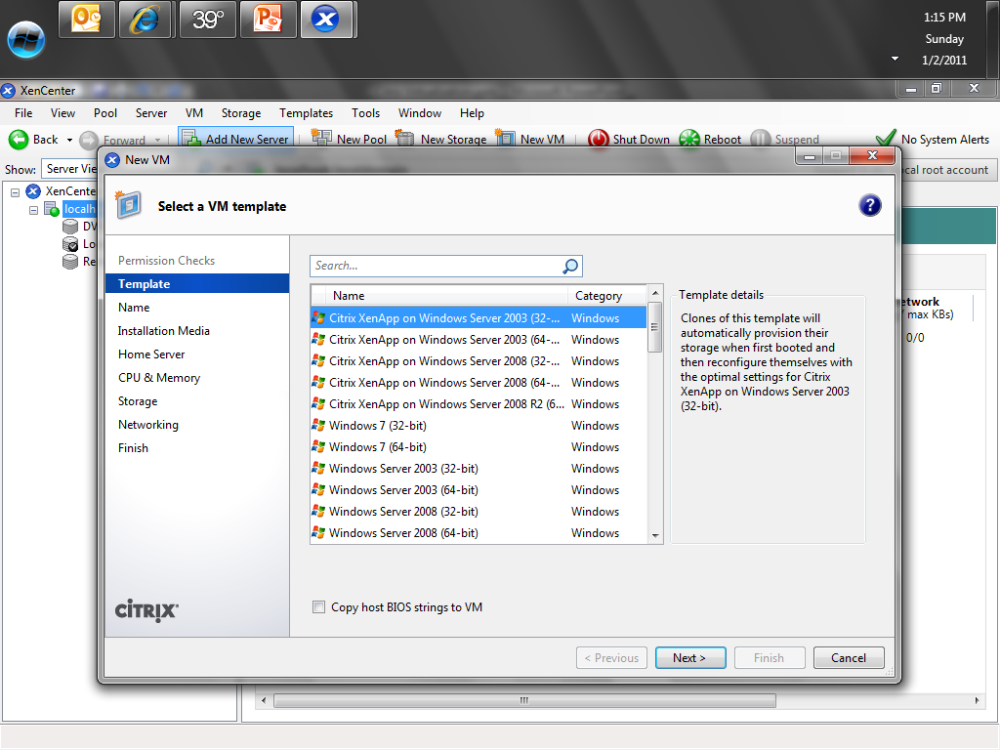 39°
1:15 PM
Sunday
1/2/2011
XenCenter
File View Pool Server VM Storage Templates Tools Window Help
Back Forward Add New Server New Pool New Storage New VM Shut Down Reboot Suspend No System Alerts
Show: Server Vie
cal root account
XenCente
localh
DV
Lo
Re
etwork
max KBs)
0/0
New VM
Select a VM template
?
Permission Checks
Template
Name
Installation Media
Home Server
CPU & Memory
Storage
Networking
Finish
CITRIX
Search...
Name Category
Citrix XenApp on Windows Server 2003 (32-... Windows
Citrix XenApp on Windows Server 2003 (64-... Windows
Citrix XenApp on Windows Server 2008 (32-... Windows
Citrix XenApp on Windows Server 2008 (64-... Windows
Citrix XenApp on Windows Server 2008 R2 (6... Windows
Windows 7 (32-bit) Windows
Windows 7 (64-bit) Windows
Windows Server 2003 (32-bit) Windows
Windows Server 2003 (64-bit) Windows
Windows Server 2008 (32-bit) Windows
Windows Server 2008 (64-bit) Windows
Template details
Clones of this template will
automatically provision their
storage when first booted and
then reconfigure themselves with
the optimal settings for Citrix
XenApp on Windows Server 2003
(32-bit).
Copy host BIOS strings to VM
< Previous Next > Finish Cancel